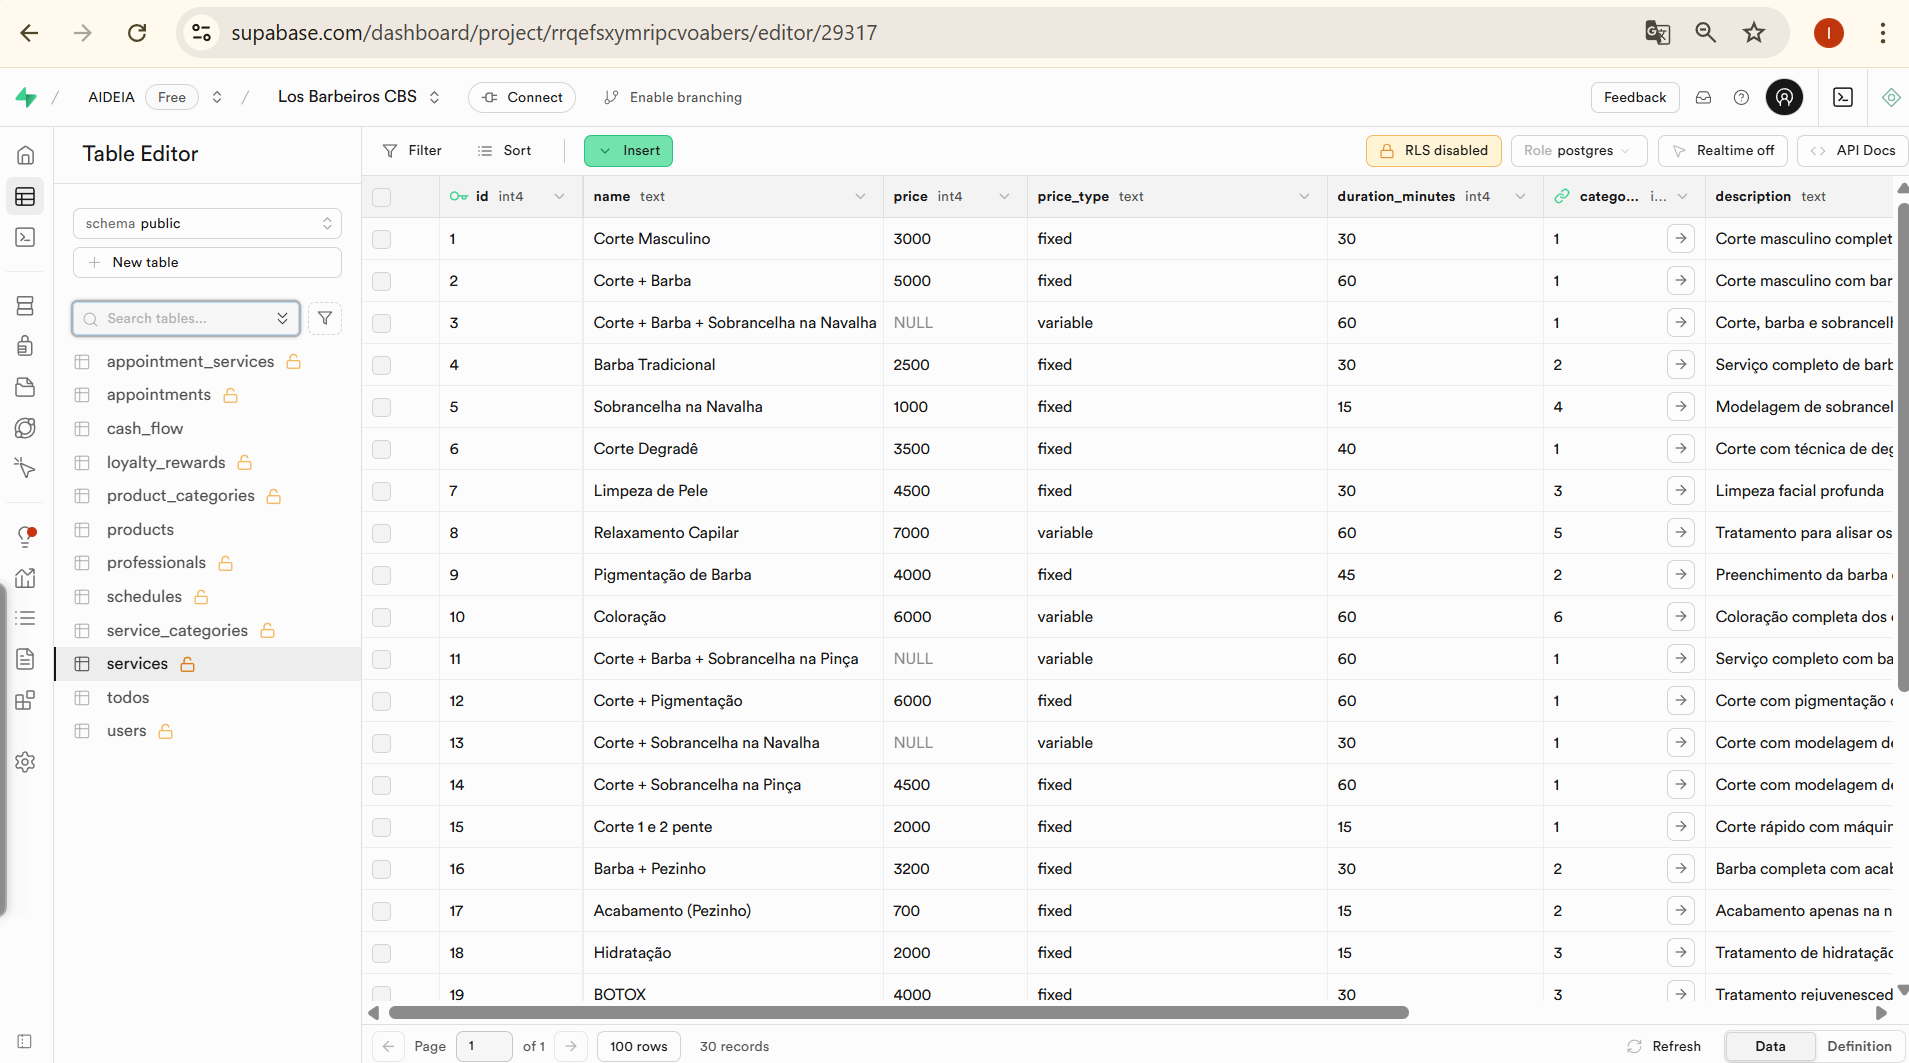 supabase.com/dashboard/project/rrqefsxymripcvoabers/editor/29317
I
/ AIDEIA Free / Los Barbeiros CBS Connect Enable branching Feedback
Table Editor
schema public
New table
Search tables...
appointment_services
appointments
cash_flow
loyalty_rewards
product_categories
products
professionals
schedules
service_categories
services
todos
users
Filter Sort Insert RLS disabled Role postgres Realtime off API Docs
id int4 name text price int4 price_type text duration_minutes int4 catego... i... description text
1 Corte Masculino 3000 fixed 30 1 Corte masculino complet
2 Corte + Barba 5000 fixed 60 1 Corte masculino com bar
3 Corte + Barba + Sobrancelha na Navalha NULL variable 60 1 Corte, barba e sobrancell
4 Barba Tradicional 2500 fixed 30 2 Serviço completo de barb
5 Sobrancelha na Navalha 1000 fixed 15 4 Modelagem de sobrancel
6 Corte Degradê 3500 fixed 40 1 Corte com técnica de deg
7 Limpeza de Pele 4500 fixed 30 3 Limpeza facial profunda
8 Relaxamento Capilar 7000 variable 60 5 Tratamento para alisar os
9 Pigmentação de Barba 4000 fixed 45 2 Preenchimento da barba
10 Coloração 6000 variable 60 6 Coloração completa dos
11 Corte + Barba + Sobrancelha na Pinça NULL variable 60 1 Serviço completo com ba
12 Corte + Pigmentação 6000 fixed 60 1 Corte com pigmentação
13 Corte + Sobrancelha na Navalha NULL variable 30 1 Corte com modelagem de
14 Corte + Sobrancelha na Pinça 4500 fixed 60 1 Corte com modelagem de
15 Corte 1 e 2 pente 2000 fixed 15 1 Corte rápido com máquin
16 Barba + Pezinho 3200 fixed 30 2 Barba completa com acab
17 Acabamento (Pezinho) 700 fixed 15 2 Acabamento apenas na n
18 Hidratação 2000 fixed 15 3 Tratamento de hidrataçã
19 BOTOX 4000 fixed 30 3 Tratamento rejuvenesced
Page 1 of 1 100 rows 30 records Refresh Data Definition